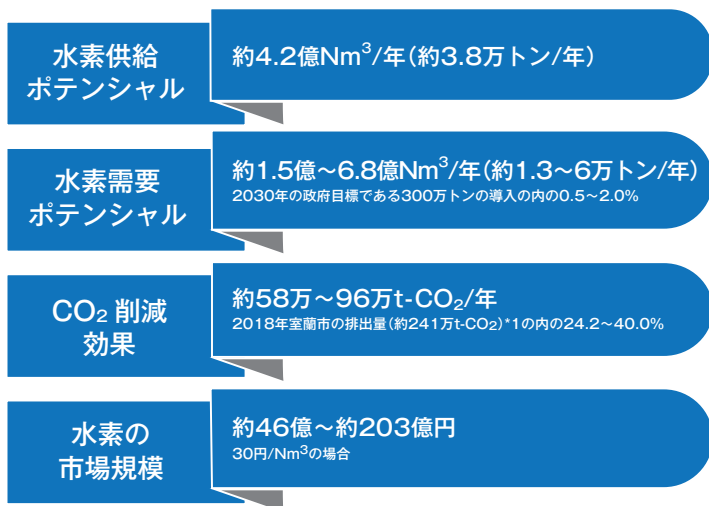 水素供給
ポテンシャル
約4.2億Nm³/年(約3.8万トン/年)
水素需要
ポテンシャル
約1.5億～6.8億Nm³/年(約1.3～6万トン/年)
2030年の政府目標である300万トンの導入の内の0.5～2.0%
CO₂ 削減
効果
約58万～96万t-CO₂/年
2018年室蘭市の排出量(約241万t-CO₂)*1の内の24.2～40.0%
水素の
市場規模
約46億～約203億円
30円/Nm³の場合